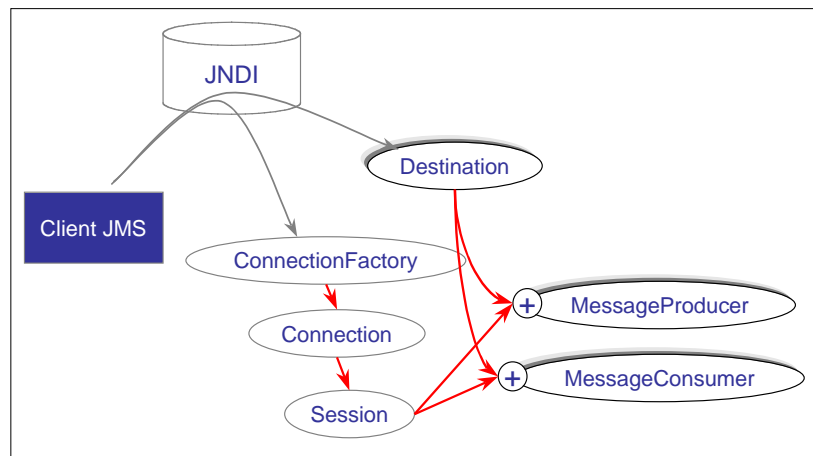 JNDI
Destination
Client JMS
ConnectionFactory
+ MessageProducer
Connection
+ MessageConsumer
Session